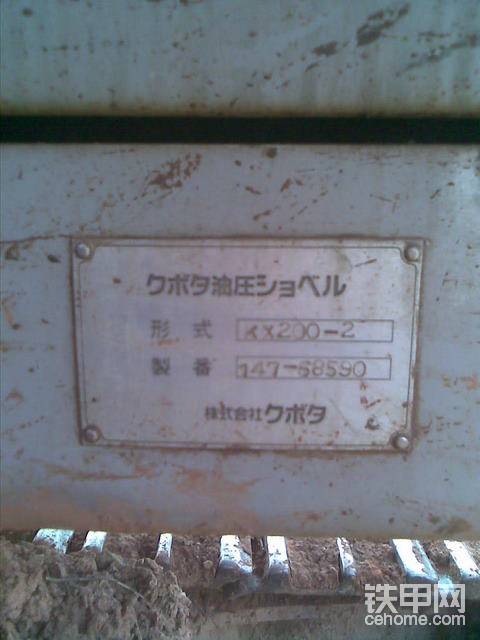 クボタ油圧ショベル
形式 KX200-2
製番 147-68590
株式会社クボタ
铁甲网
cehome.com